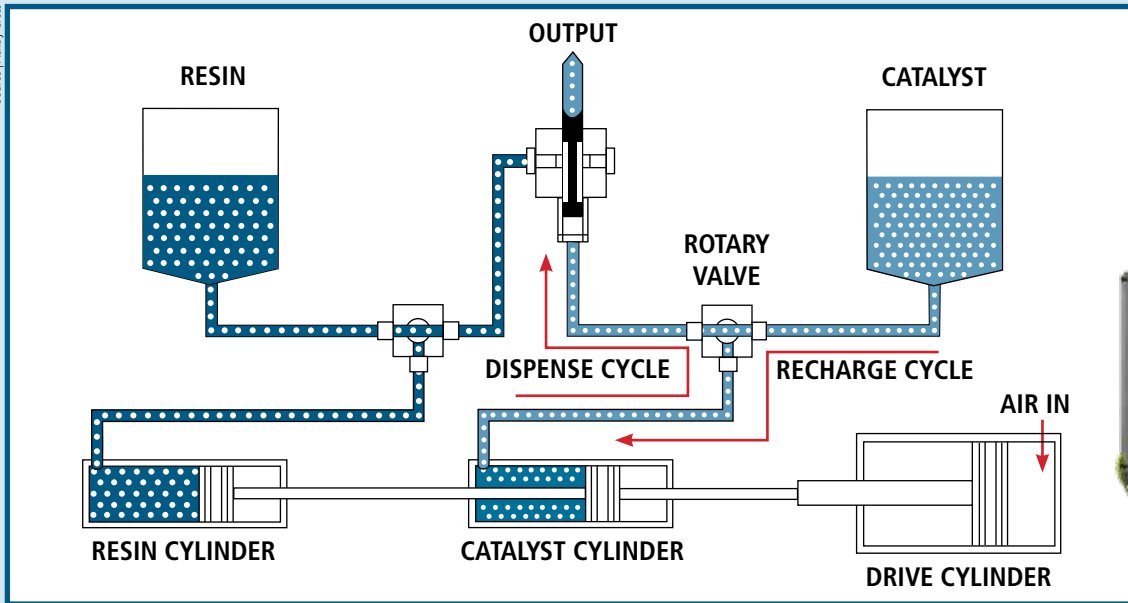 OUTPUT
RESIN
CATALYST
ROTARY
VALVE
DISPENSE CYCLE
RECHARGE CYCLE
AIR IN
RESIN CYLINDER
CATALYST CYLINDER
DRIVE CYLINDER